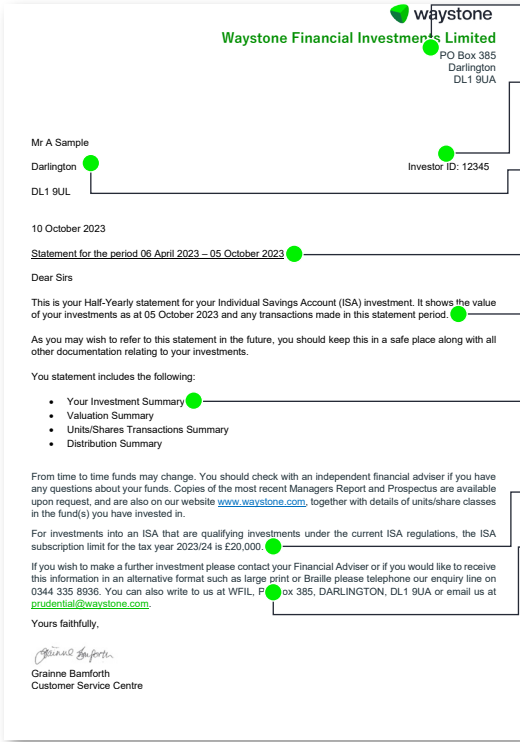 waystone
Waystone Financial Investments Limited
PO Box 385
Darlington
DL1 9UA
Mr A Sample
Darlington
Investor ID: 12345
DL1 9UL
10 October 2023
Statement for the period 06 April 2023 – 05 October 2023
Dear Sirs
This is your Half-Yearly statement for your Individual Savings Account (ISA) investment. It shows the value
of your investments as at 05 October 2023 and any transactions made in this statement period.
As you may wish to refer to this statement in the future, you should keep this in a safe place along with all
other documentation relating to your investments.
You statement includes the following:
• Your Investment Summary
• Valuation Summary
• Units/Shares Transactions Summary
• Distribution Summary
From time to time funds may change. You should check with an independent financial adviser if you have
any questions about your funds. Copies of the most recent Managers Report and Prospectus are available
upon request, and are also on our website www.waystone.com, together with details of units/share classes
in the fund(s) you have invested in.
For investments into an ISA that are qualifying investments under the current ISA regulations, the ISA
subscription limit for the tax year 2023/24 is £20,000.
If you wish to make a further investment please contact your Financial Adviser or if you would like to receive
this information in an alternative format such as large print or Braille please telephone our enquiry line on
0344 335 8936. You can also write to us at WFIL, P ox 385, DARLINGTON, DL1 9UA or email us at
prudential@waystone.com.
Yours faithfully,
Grainne Bamforth
Grainne Bamforth
Customer Service Centre